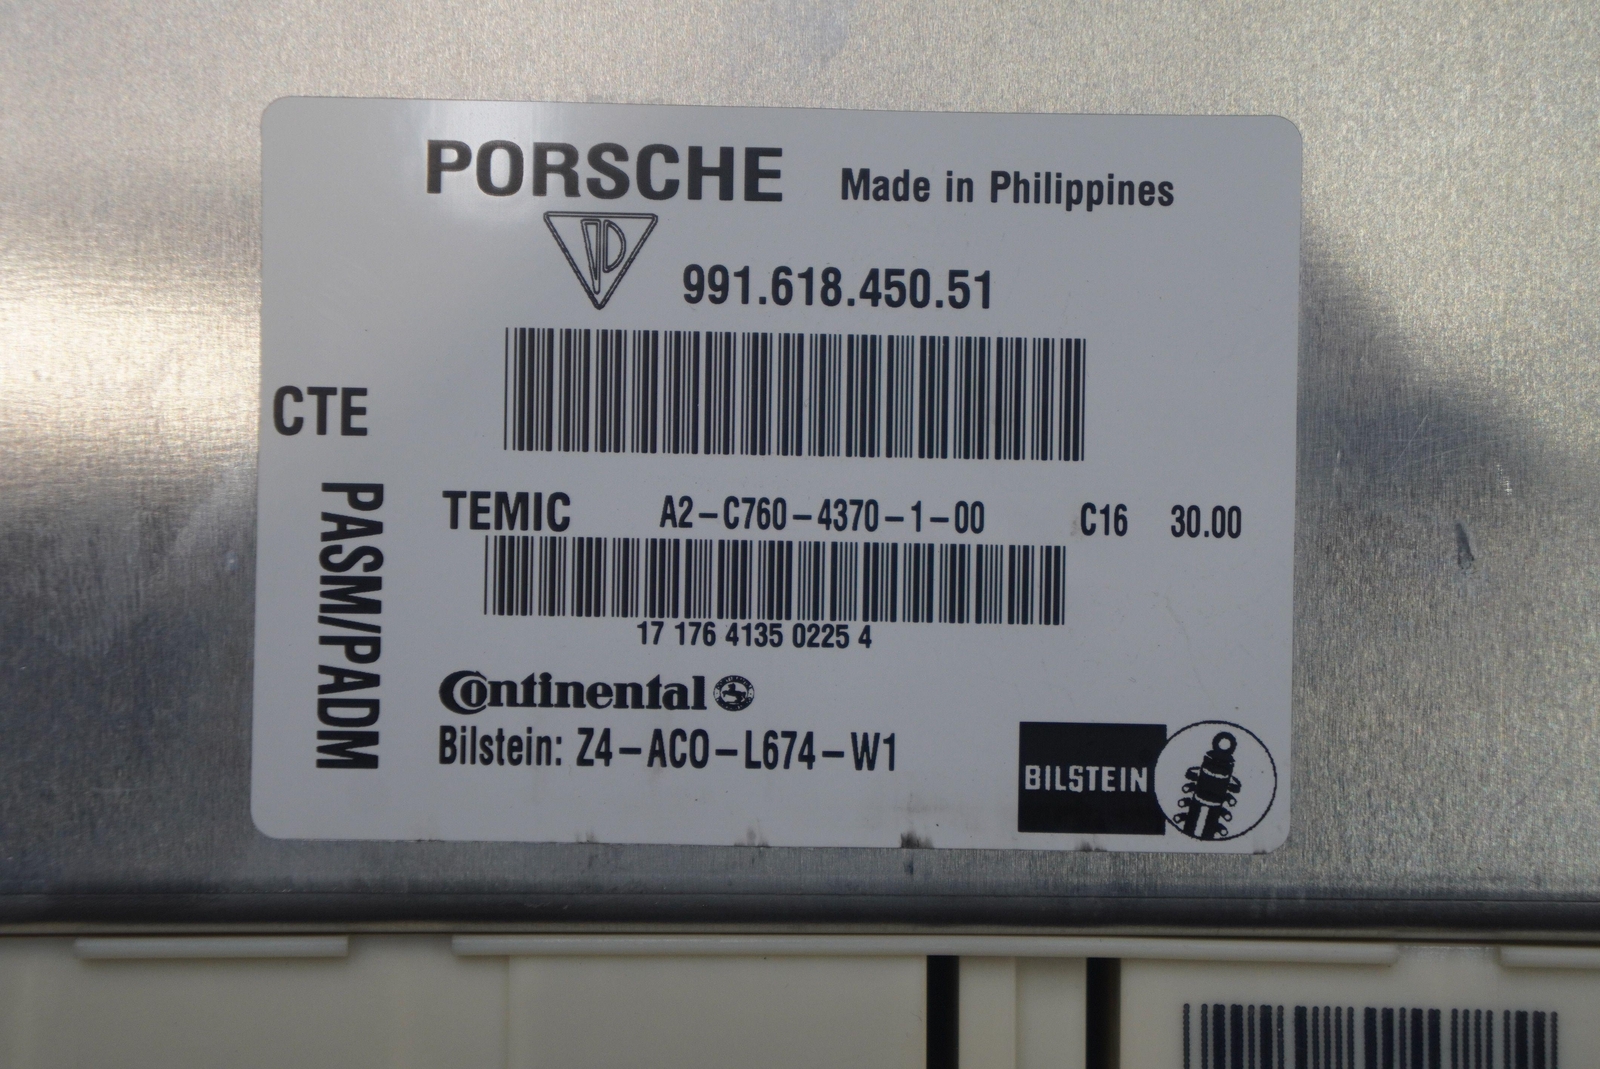 PORSCHE Made in Philippines
991.618.450.51
CTE
PASM/PADM
TEMIC A2-C760-4370-1-00 C16 30.00
17 176 4135 0225 4
Continental
Bilstein: Z4-ACO-L674-W1
BILSTEIN